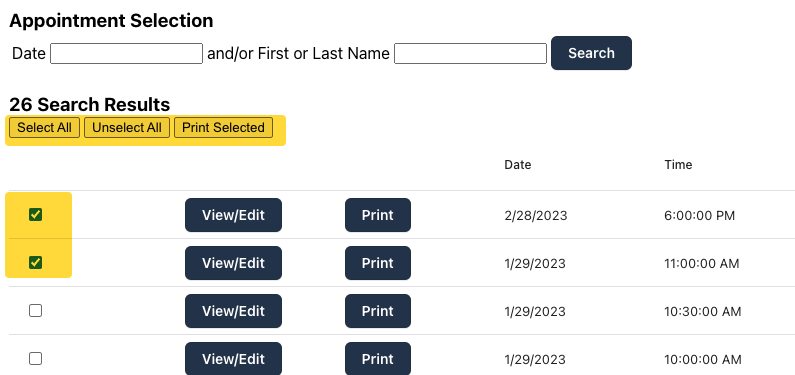 Appointment Selection
Date and/or First or Last Name Search
26 Search Results
Select All Unselect All Print Selected
Date Time
View/Edit Print 2/28/2023 6:00:00 PM
View/Edit Print 1/29/2023 11:00:00 AM
View/Edit Print 1/29/2023 10:30:00 AM
View/Edit Print 1/29/2023 10:00:00 AM